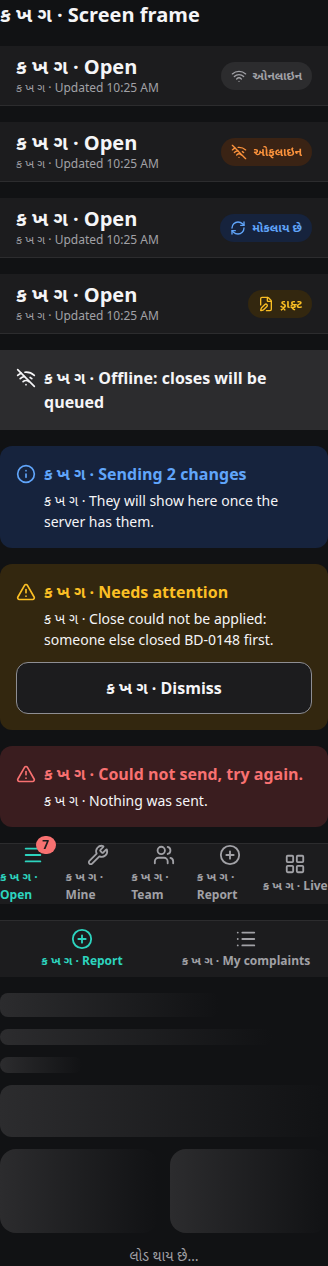 ક ખ ગ · Screen frame
ક ખ ગ · Open
ક ખ ગ · Updated 10:25 AM
ઓનલાઇન
ક ખ ગ · Open
ક ખ ગ · Updated 10:25 AM
ઓફલાઇન
ક ખ ગ · Open
ક ખ ગ · Updated 10:25 AM
મોકલાય છે
ક ખ ગ · Open
ક ખ ગ · Updated 10:25 AM
ડ્રાફ્ટ
ક ખ ગ · Offline: closes will be
queued
ક ખ ગ · Sending 2 changes
ક ખ ગ · They will show here once the
server has them.
ક ખ ગ · Needs attention
ક ખ ગ · Close could not be applied:
someone else closed BD-0148 first.
ક ખ ગ · Dismiss
ક ખ ગ · Could not send, try again.
ક ખ ગ · Nothing was sent.
7
ક ખ ગ ·
Open
ક ખ ગ ·
Mine
ક ખ ગ ·
Team
ક ખ ગ ·
Report
ક ખ ગ · Live
ક ખ ગ · Report
ક ખ ગ · My complaints
લોડ થાય છે...